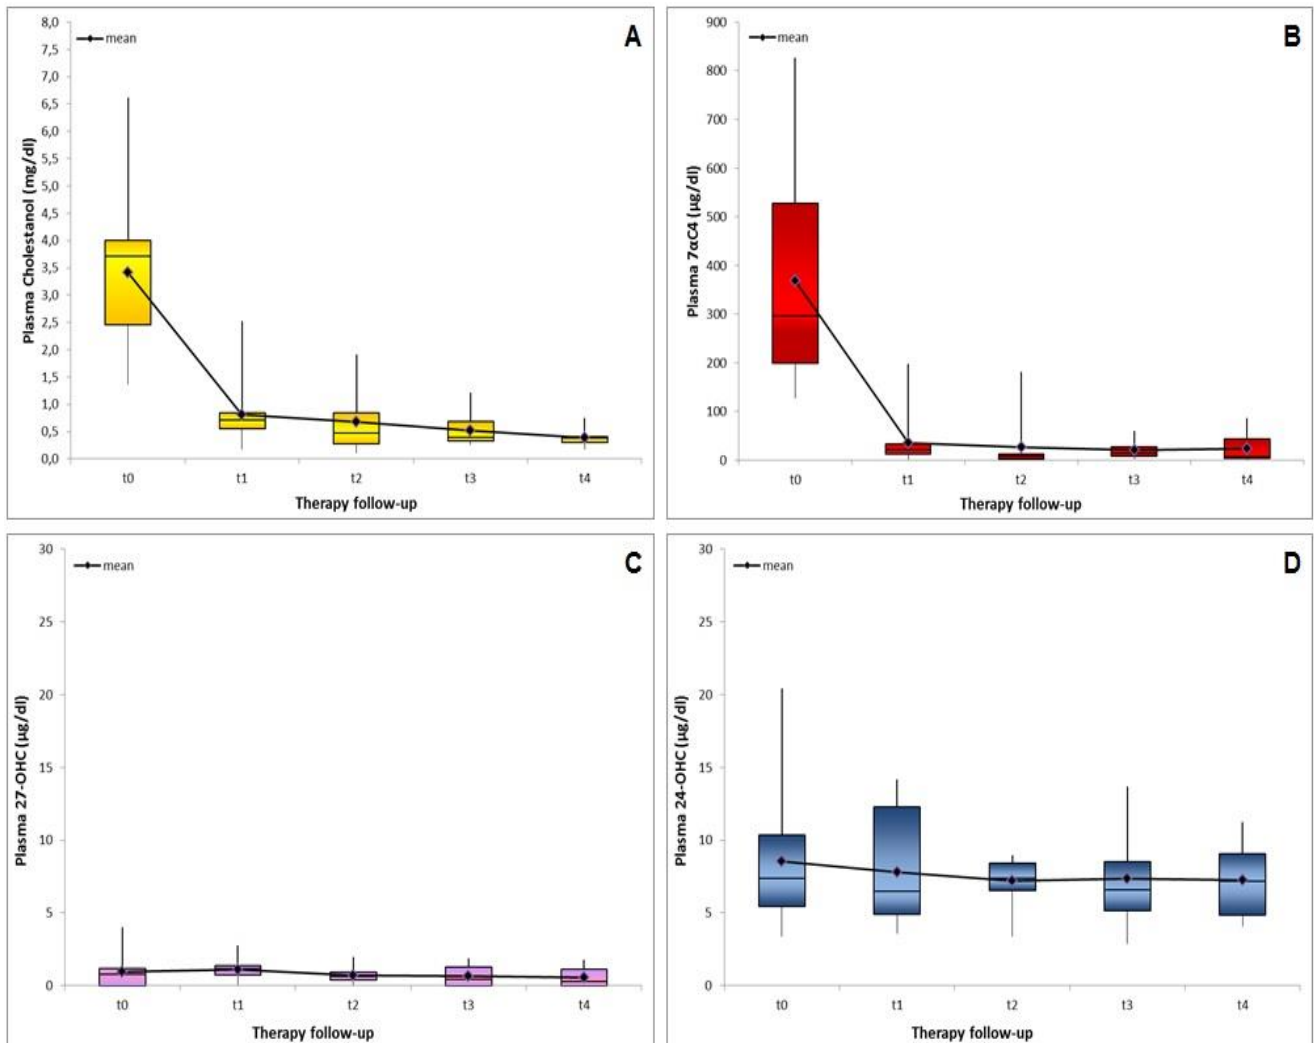 A
mean
8,0
7,5
7,0
6,5
6,0
5,5
5,0
4,5
4,0
3,5
3,0
2,5
2,0
1,5
1,0
0,5
0,0
Plasma Cholestanol (mg/dl)
t0 t1 t2 t3 t4
Therapy follow-up
B
mean
900
800
700
600
500
400
300
200
100
0
Plasma 7αC4 (µg/dl)
t0 t1 t2 t3 t4
Therapy follow-up
C
mean
30
25
20
15
10
5
0
Plasma 27-OHC (µg/dl)
t0 t1 t2 t3 t4
Therapy follow-up
D
mean
30
25
20
15
10
5
0
Plasma 24-OHC (µg/dl)
t0 t1 t2 t3 t4
Therapy follow-up